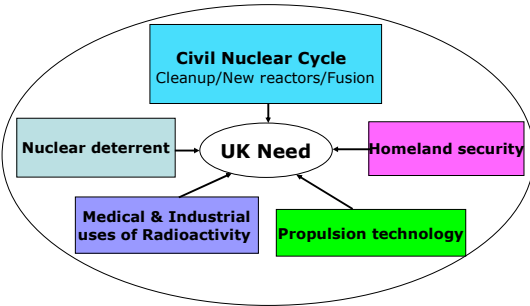 Civil Nuclear Cycle
Cleanup/New reactors/Fusion
Nuclear deterrent
UK Need
Homeland security
Medical & Industrial
uses of Radioactivity
Propulsion technology